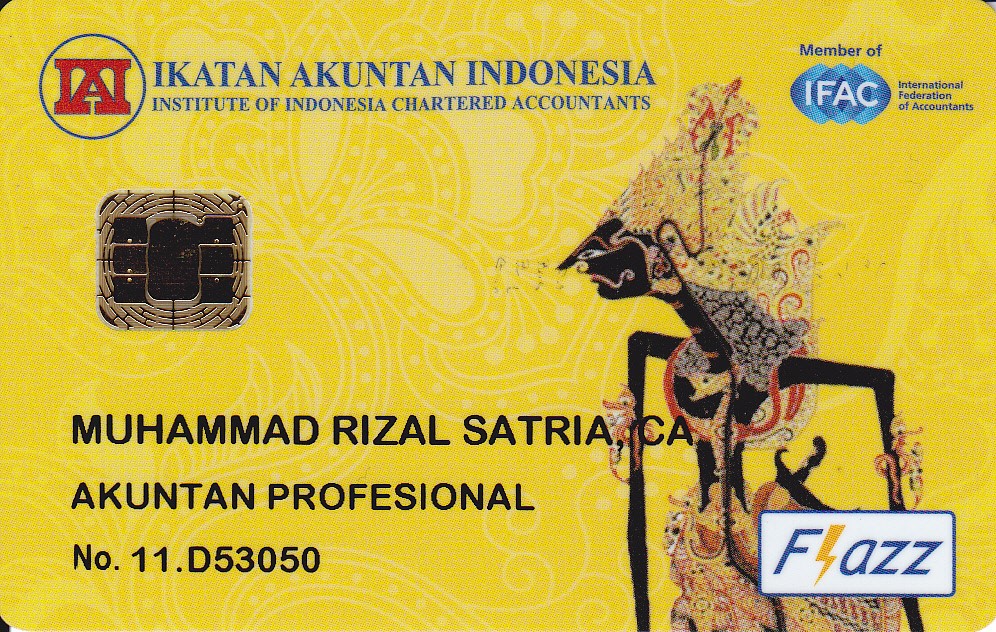 IAI
IKATAN AKUNTAN INDONESIA
INSTITUTE OF INDONESIA CHARTERED ACCOUNTANTS
Member of
IFAC
International
Federation
of Accountants
MUHAMMAD RIZAL SATRIA, CA
AKUNTAN PROFESIONAL
No. 11.D53050
Flazz